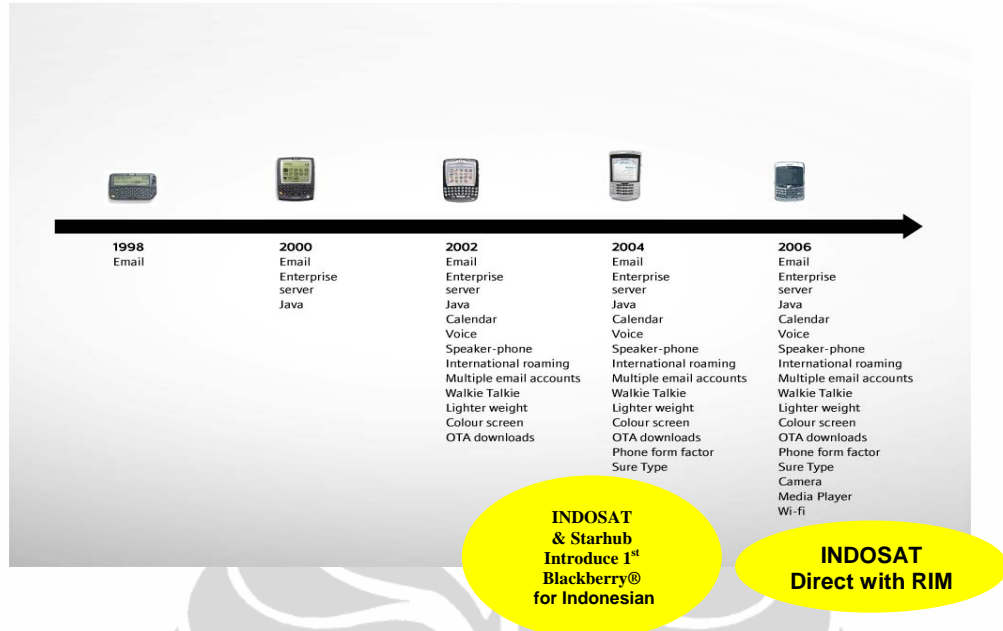 1998
Email
2000
Email
Enterprise
server
Java
2002
Email
Enterprise
server
Java
Calendar
Voice
Speaker-phone
International roaming
Multiple email accounts
Walkie Talkie
Lighter weight
Colour screen
OTA downloads
2004
Email
Enterprise
server
Java
Calendar
Voice
Speaker-phone
International roaming
Multiple email accounts
Walkie Talkie
Lighter weight
Colour screen
OTA downloads
Phone form factor
Sure Type
2006
Email
Enterprise
server
Java
Calendar
Voice
Speaker-phone
International roaming
Multiple email accounts
Walkie Talkie
Lighter weight
Colour screen
OTA downloads
Phone form factor
Sure Type
Camera
Media Player
Wi-fi
INDOSAT
& Starhub
Introduce 1st
Blackberry®
for Indonesian
INDOSAT
Direct with RIM